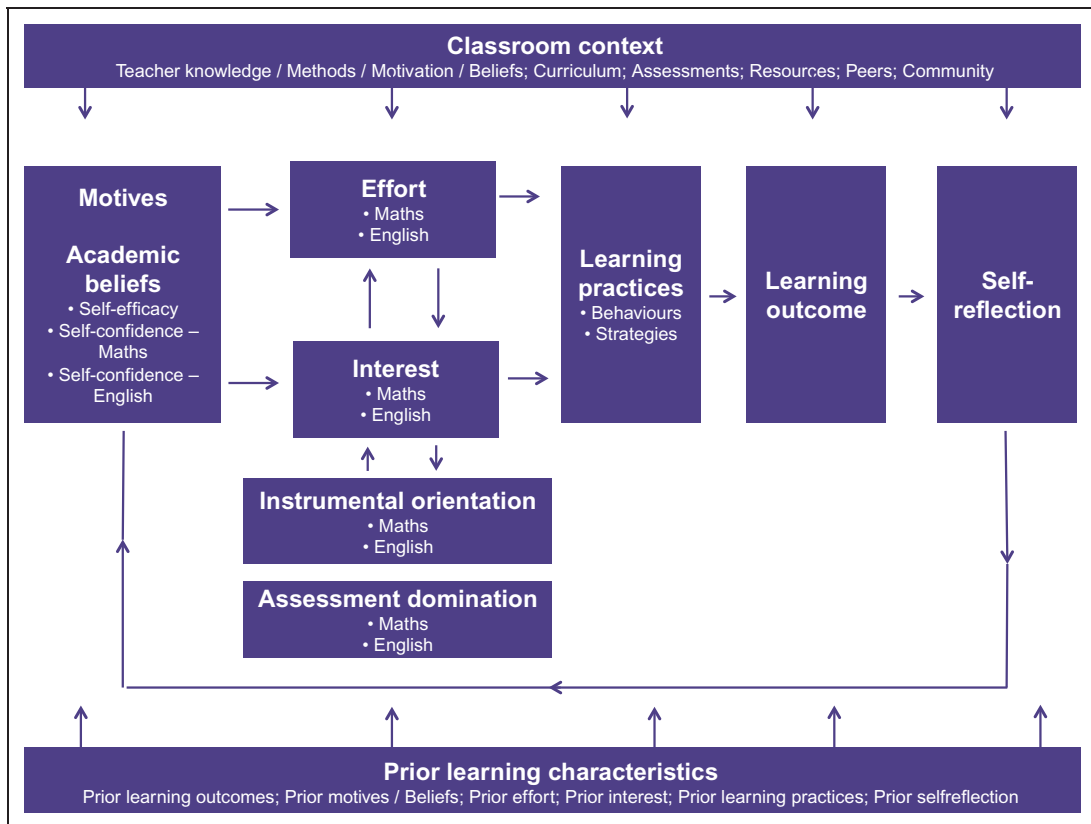 Classroom context
Teacher knowledge / Methods / Motivation / Beliefs; Curriculum; Assessments; Resources; Peers; Community
Motives
Academic
beliefs
• Self-efficacy
• Self-confidence –
Maths
• Self-confidence –
English
Effort
• Maths
• English
Interest
• Maths
• English
Instrumental orientation
• Maths
• English
Assessment domination
• Maths
• English
Learning
practices
• Behaviours
• Strategies
Learning
outcome
Self-
reflection
Prior learning characteristics
Prior learning outcomes; Prior motives / Beliefs; Prior effort; Prior interest; Prior learning practices; Prior selfreflection